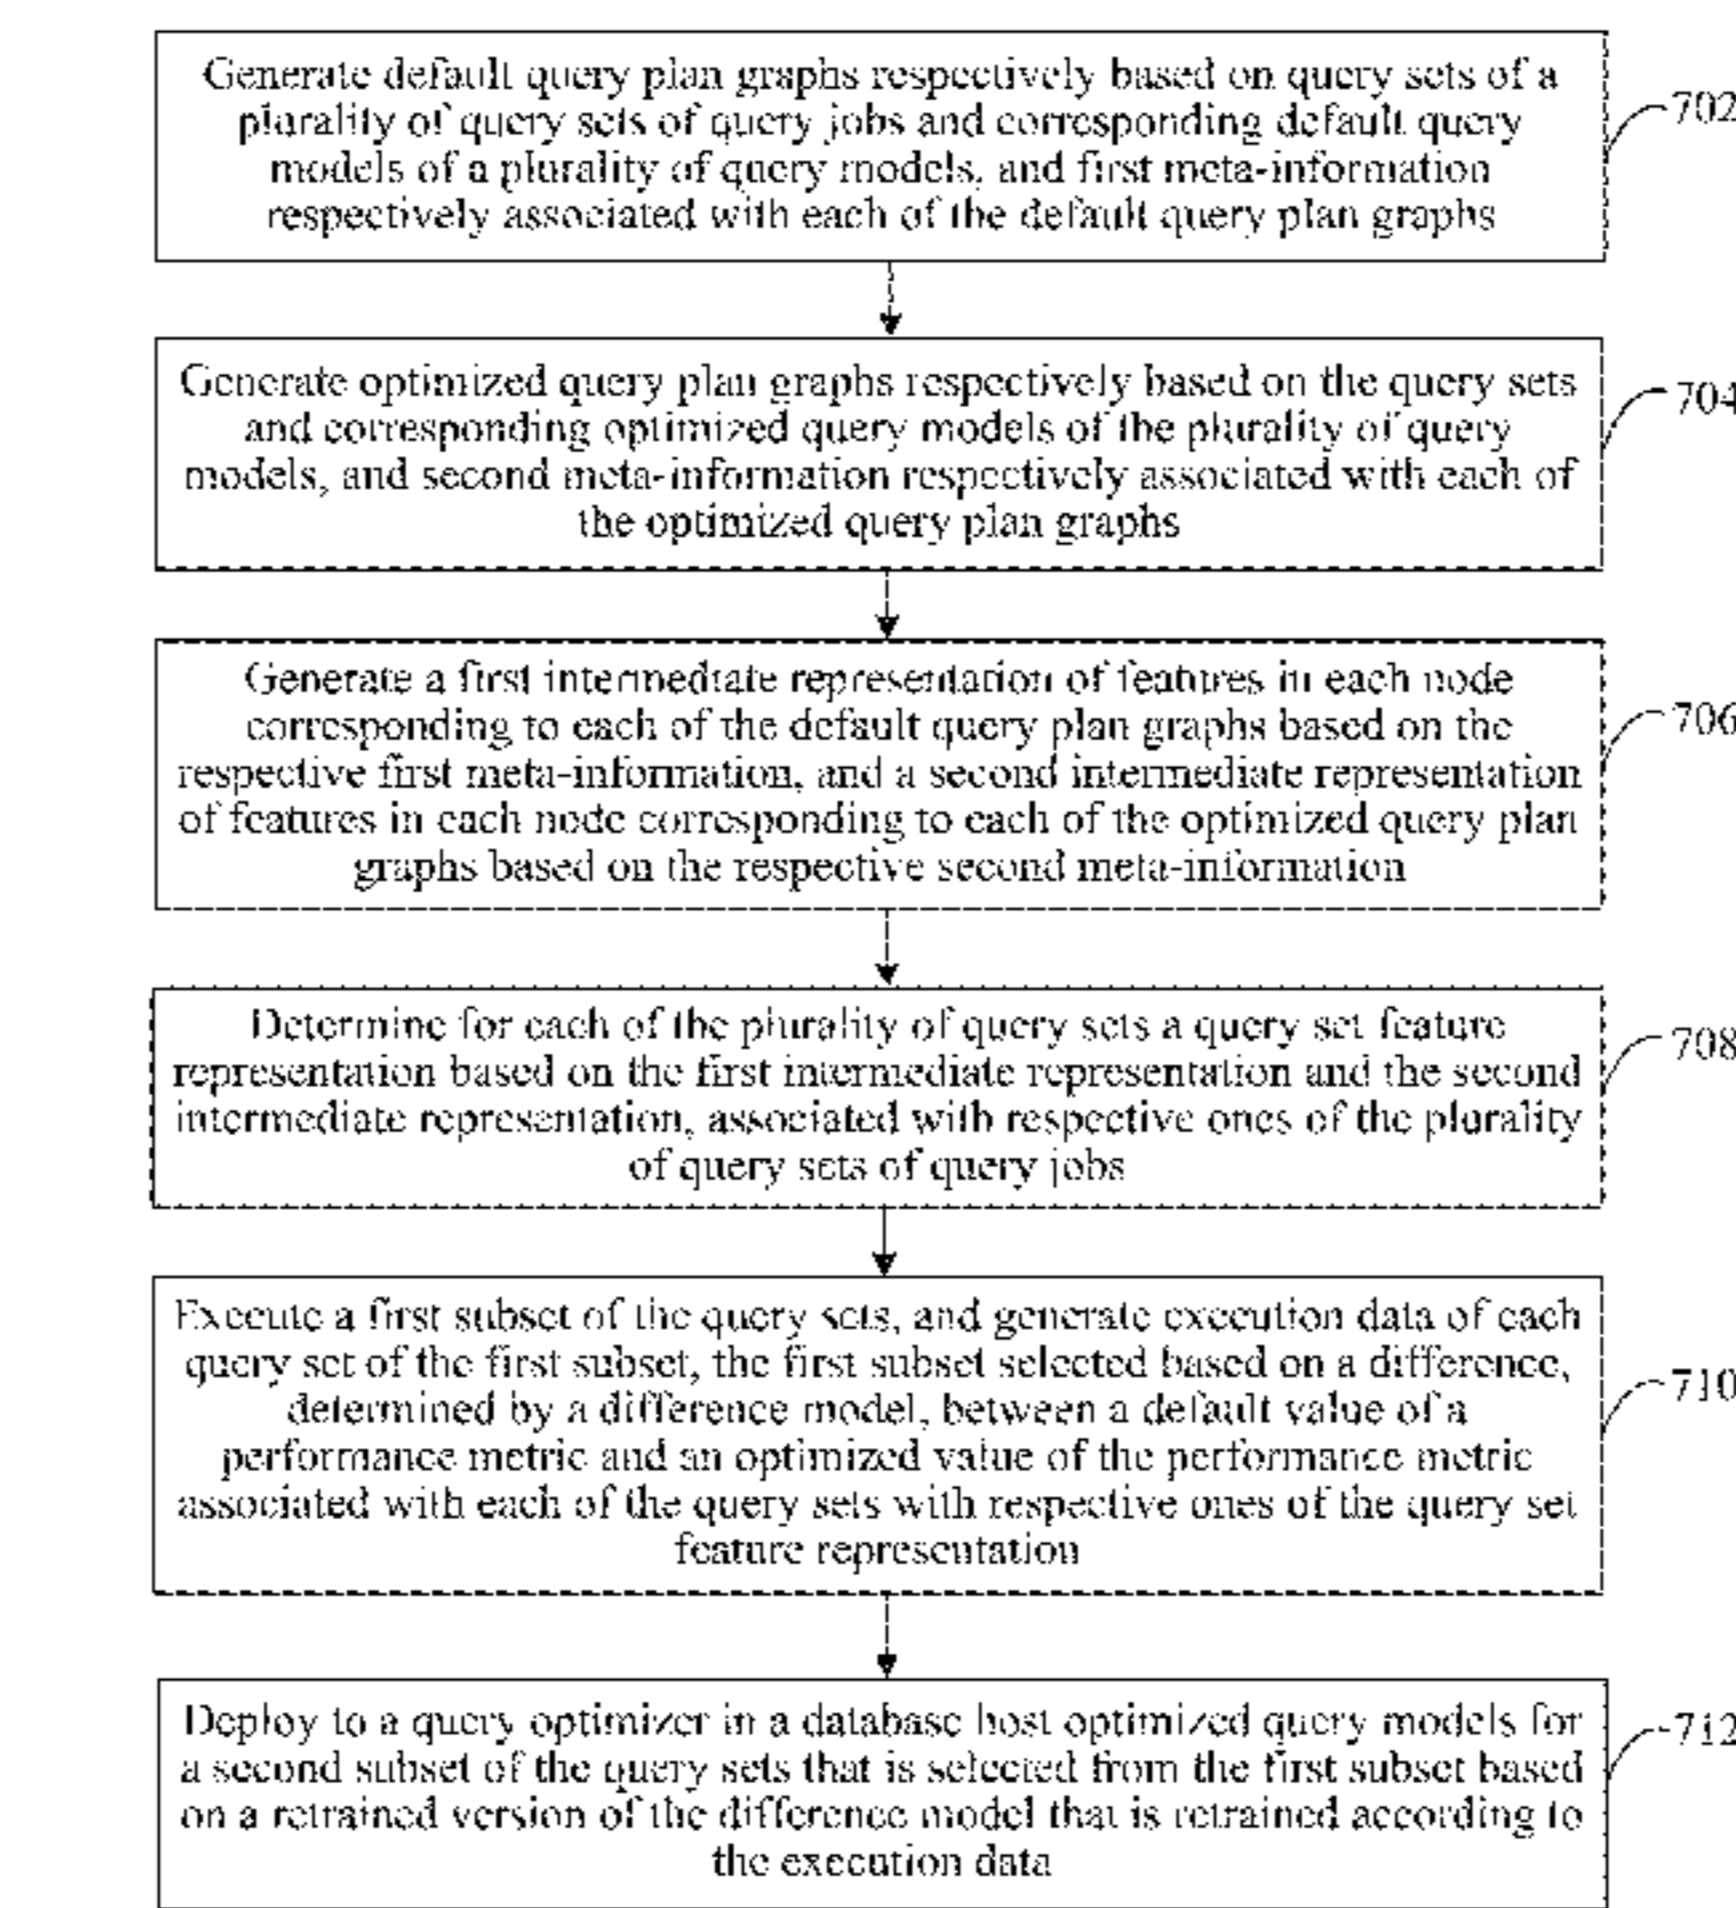 Generate default query plan graphs respectively based on query sets of a
plurality of query sets of query jobs and corresponding default query
models of a plurality of query models, and first meta-information
respectively associated with each of the default query plan graphs
702
Generate optimized query plan graphs respectively based on the query sets
and corresponding optimized query models of the plurality of query
models, and second meta-information respectively associated with each of
the optimized query plan graphs
704
Generate a first intermediate representation of features in each node
corresponding to each of the default query plan graphs based on the
respective first meta-information, and a second intermediate representation
of features in each node corresponding to each of the optimized query plan
graphs based on the respective second meta-information
706
Determine for each of the plurality of query sets a query set feature
representation based on the first intermediate representation and the second
intermediate representation, associated with respective ones of the plurality
of query sets of query jobs
708
Execute a first subset of the query sets, and generate execution data of each
query set of the first subset, the first subset selected based on a difference,
determined by a difference model, between a default value of a
performance metric and an optimized value of the performance metric
associated with each of the query sets with respective ones of the query set
feature representation
710
Deploy to a query optimizer in a database host optimized query models for
a second subset of the query sets that is selected from the first subset based
on a retrained version of the difference model that is retrained according to
the execution data
712